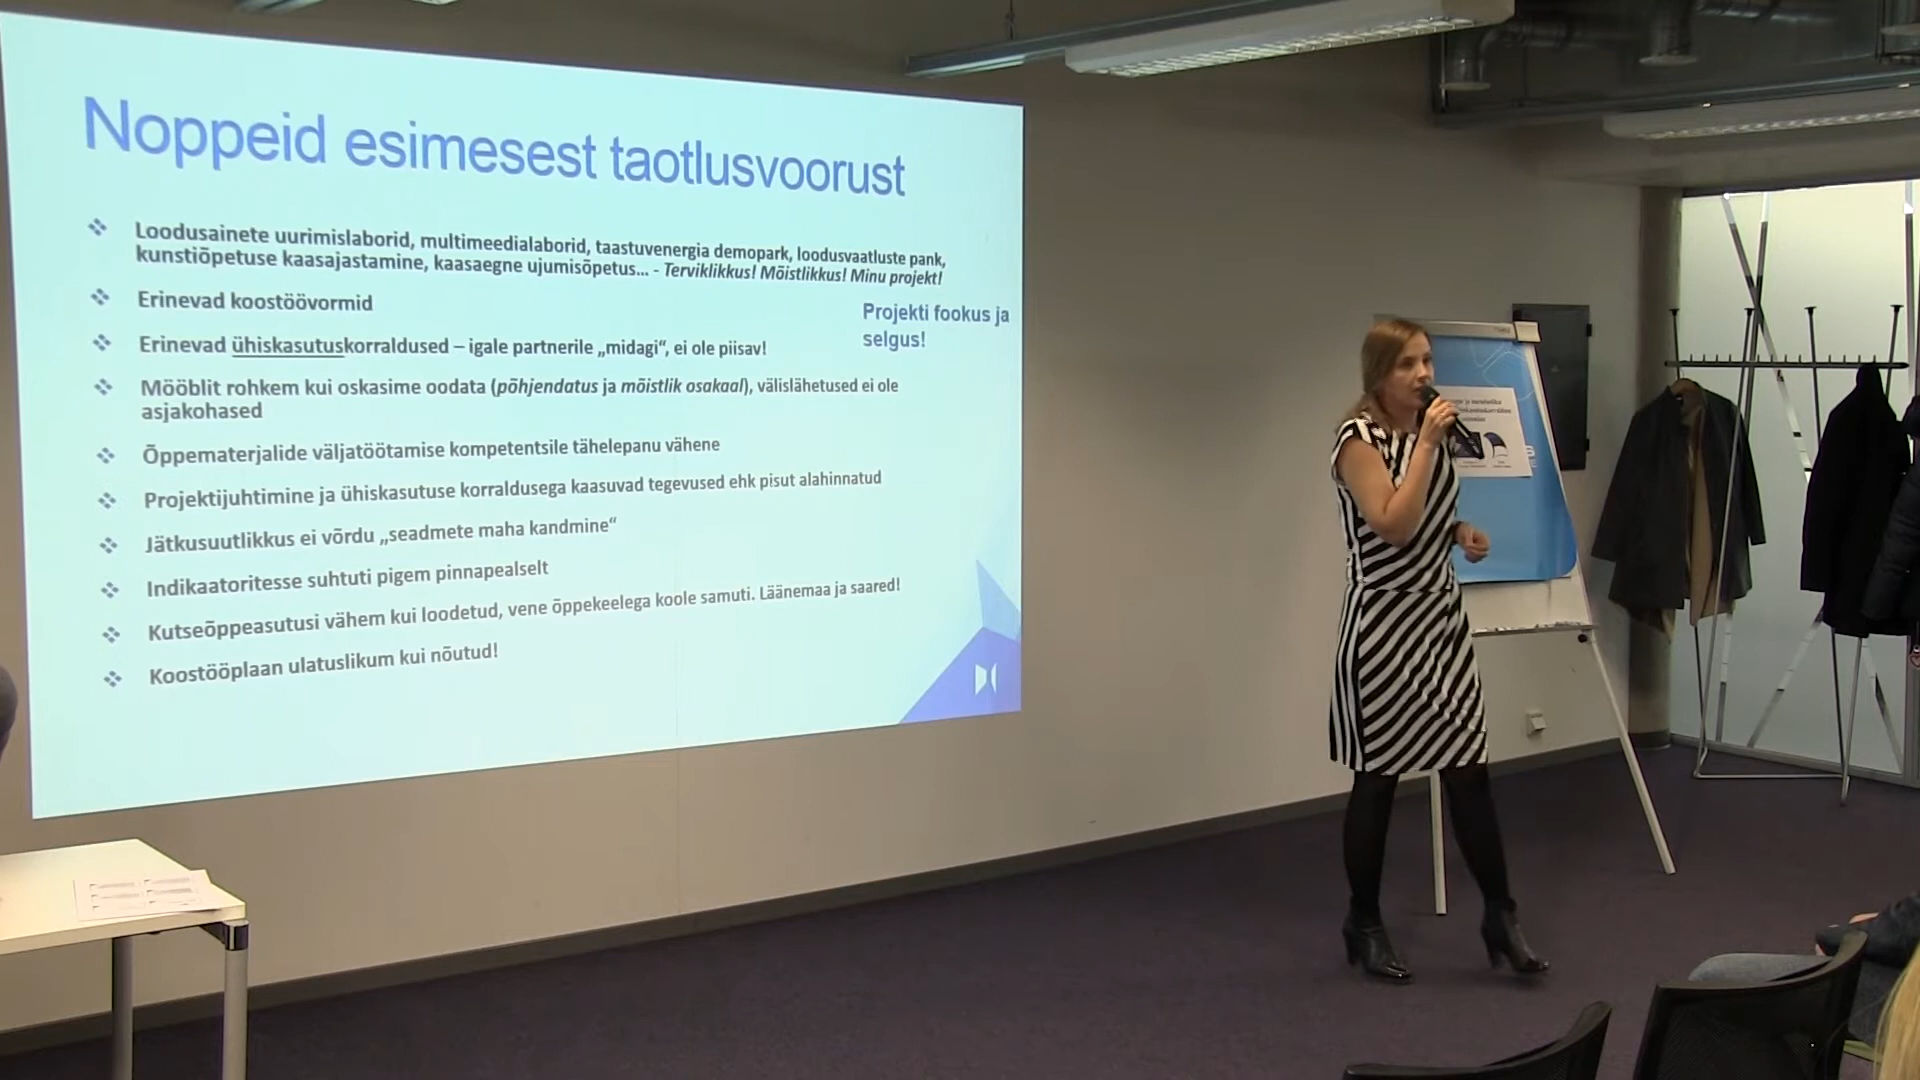 Noppeid esimesest taotlusvoorust
Loodusainete uurimislaborid, multimeedialaborid, taastuvenergia demopark, loodusvaatluste pank,
kunstiõpetuse kaasajastamine, kaasaegne ujumisõpetus... - Terviklikkus! Mõistlikkus! Minu projekt!
Erinevad koostöövormid
Projekti fookus ja
selgus!
Erinevad ühiskasutuskorraldused – igale partnerile „midagi“, ei ole piisav!
Mööblit rohkem kui oskasime oodata (põhjendatus ja mõistlik osakaal), välislähetused ei ole
asjakohased
Õppematerjalide väljatöötamise kompetentsile tähelepanu vähene
Projektijuhtimine ja ühiskasutuse korraldusega kaasuvad tegevused ehk pisut alahinnatud
Jätkusuutlikkus ei võrdu „seadmete maha kandmine“
Indikaatoritesse suhtuti pigem pinnapealselt
Kutseõppeasutusi vähem kui loodetud, vene õppekeelega koole samuti. Läänemaa ja saared!
Koostööplaan ulatuslikum kui nõutud!